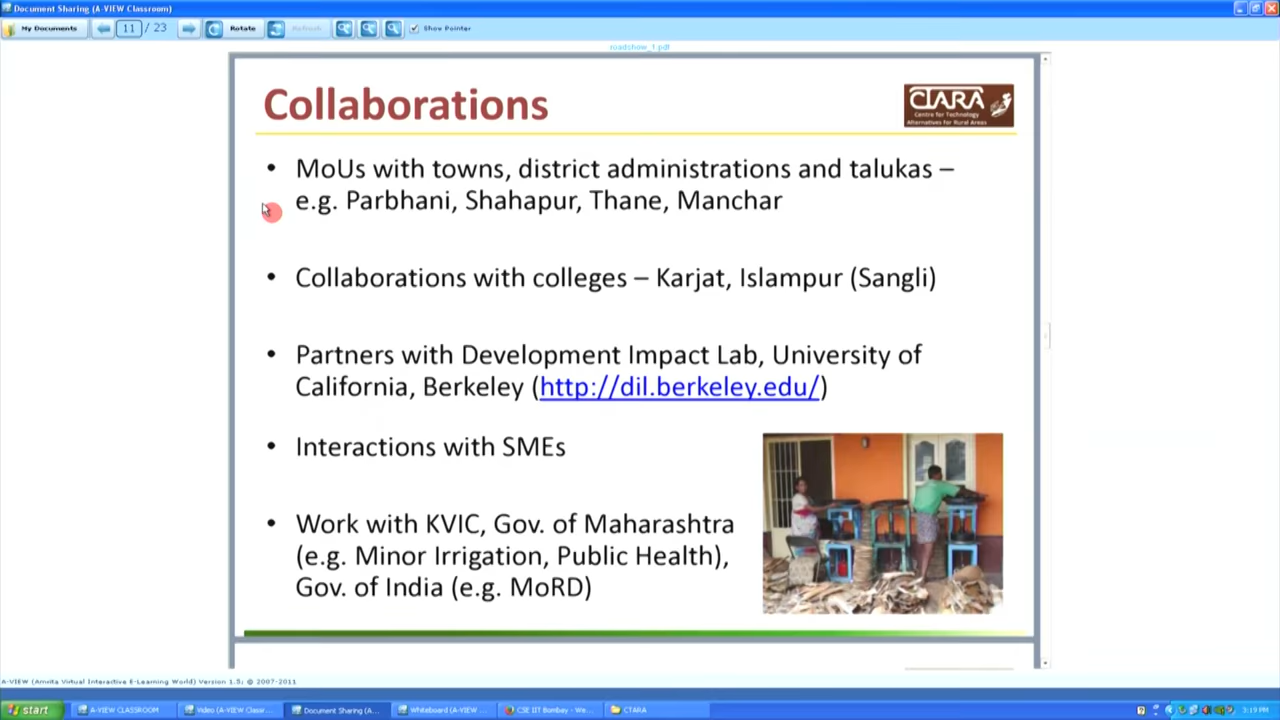 Document Sharing (A-VIEW Classroom)
My Documents 11 / 23 Rotate Refresh Show Pointer
roadshow_1.pdf
Collaborations
CTARA
Centre for Technology
Alternatives for Rural Areas
• MoUs with towns, district administrations and talukas –
e.g. Parbhani, Shahapur, Thane, Manchar
• Collaborations with colleges – Karjat, Islampur (Sangli)
• Partners with Development Impact Lab, University of
California, Berkeley (http://dil.berkeley.edu/)
• Interactions with SMEs
• Work with KVIC, Gov. of Maharashtra
(e.g. Minor Irrigation, Public Health),
Gov. of India (e.g. MoRD)
A-VIEW (Amrita Virtual Interactive E-Learning World) Version 1.5; © 2007-2011
start A-VIEW CLASSROOM Video (A-VIEW Classr... Document Sharing (A... Whiteboard (A-VIEW ... CSE IIT Bombay - We... CTARA 3:19 PM